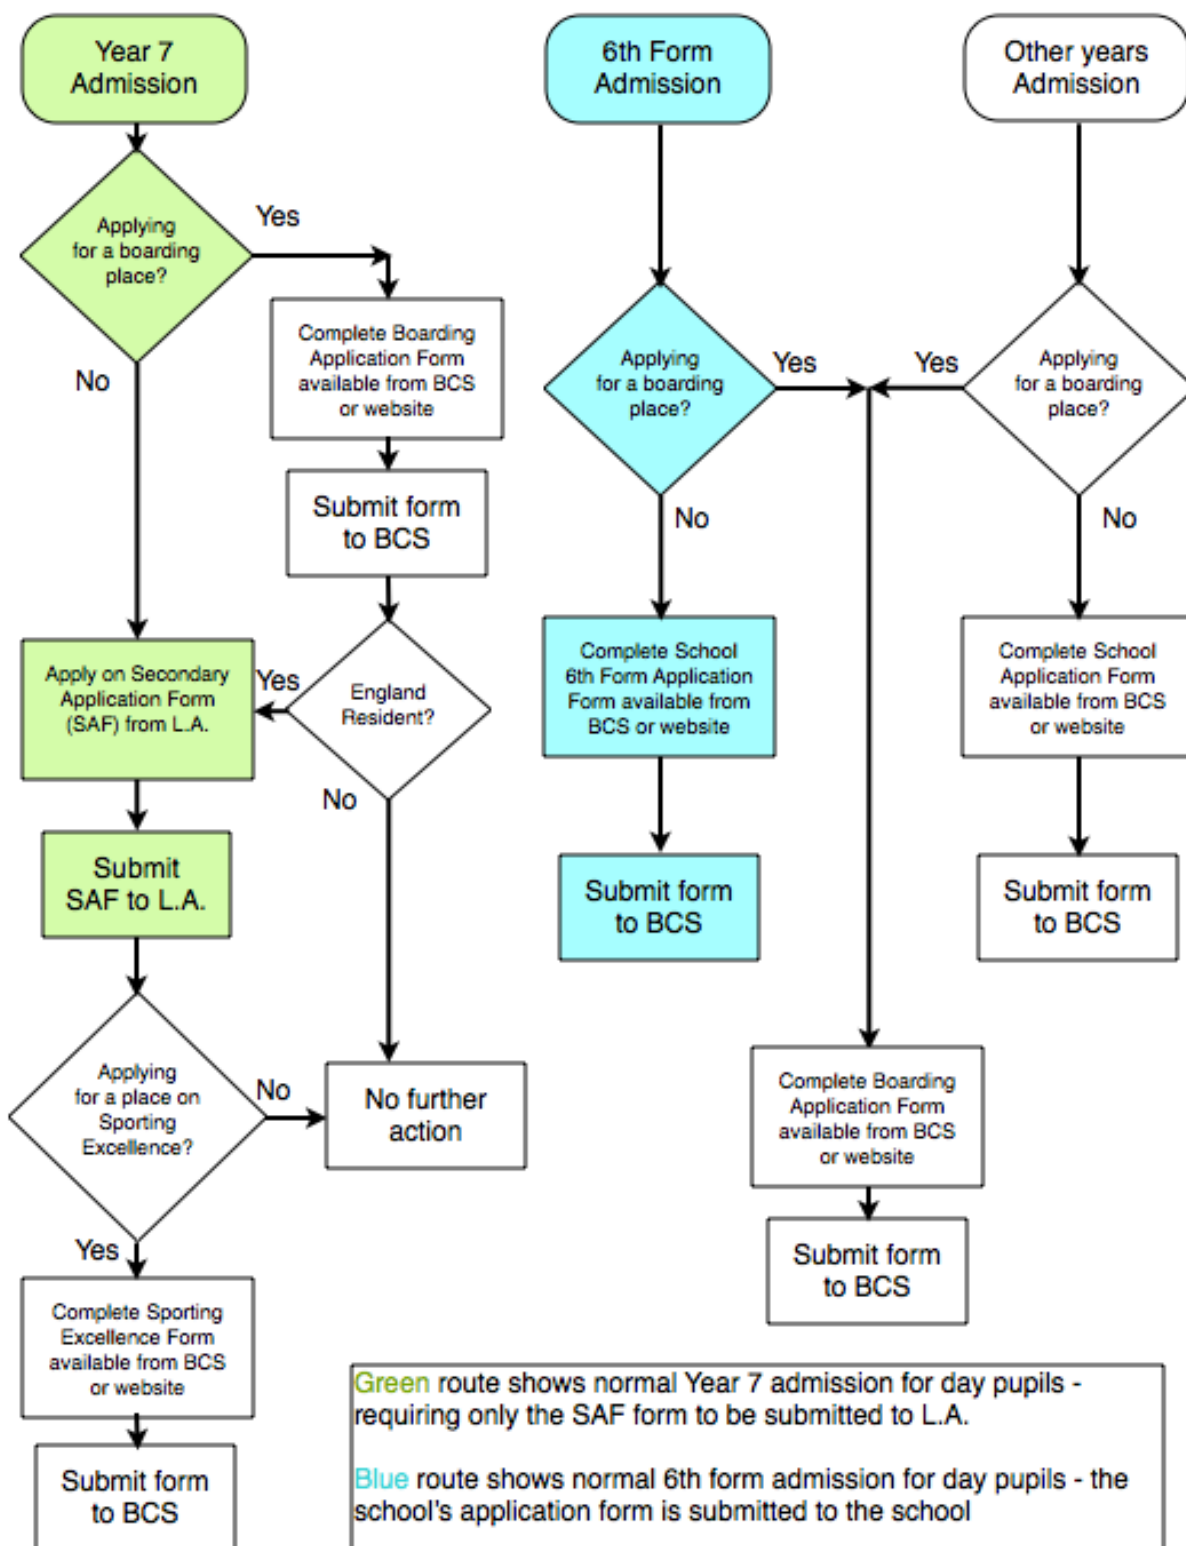 Year 7
Admission
Applying
for a boarding
place?
Yes
No
Complete Boarding
Application Form
available from BCS
or website
Submit form
to BCS
England
Resident?
Yes
No
Apply on Secondary
Application Form
(SAF) from L.A.
Submit
SAF to L.A.
Applying
for a place on
Sporting
Excellence?
No
No further
action
Yes
Complete Sporting
Excellence Form
available from BCS
or website
Submit form
to BCS
6th Form
Admission
Applying
for a boarding
place?
Yes
No
Complete School
6th Form Application
Form available from
BCS or website
Submit form
to BCS
Other years
Admission
Applying
for a boarding
place?
Yes
No
Complete School
Application Form
available from BCS
or website
Submit form
to BCS
Complete Boarding
Application Form
available from BCS
or website
Submit form
to BCS
Green route shows normal Year 7 admission for day pupils -
requiring only the SAF form to be submitted to L.A.
Blue route shows normal 6th form admission for day pupils - the
school's application form is submitted to the school